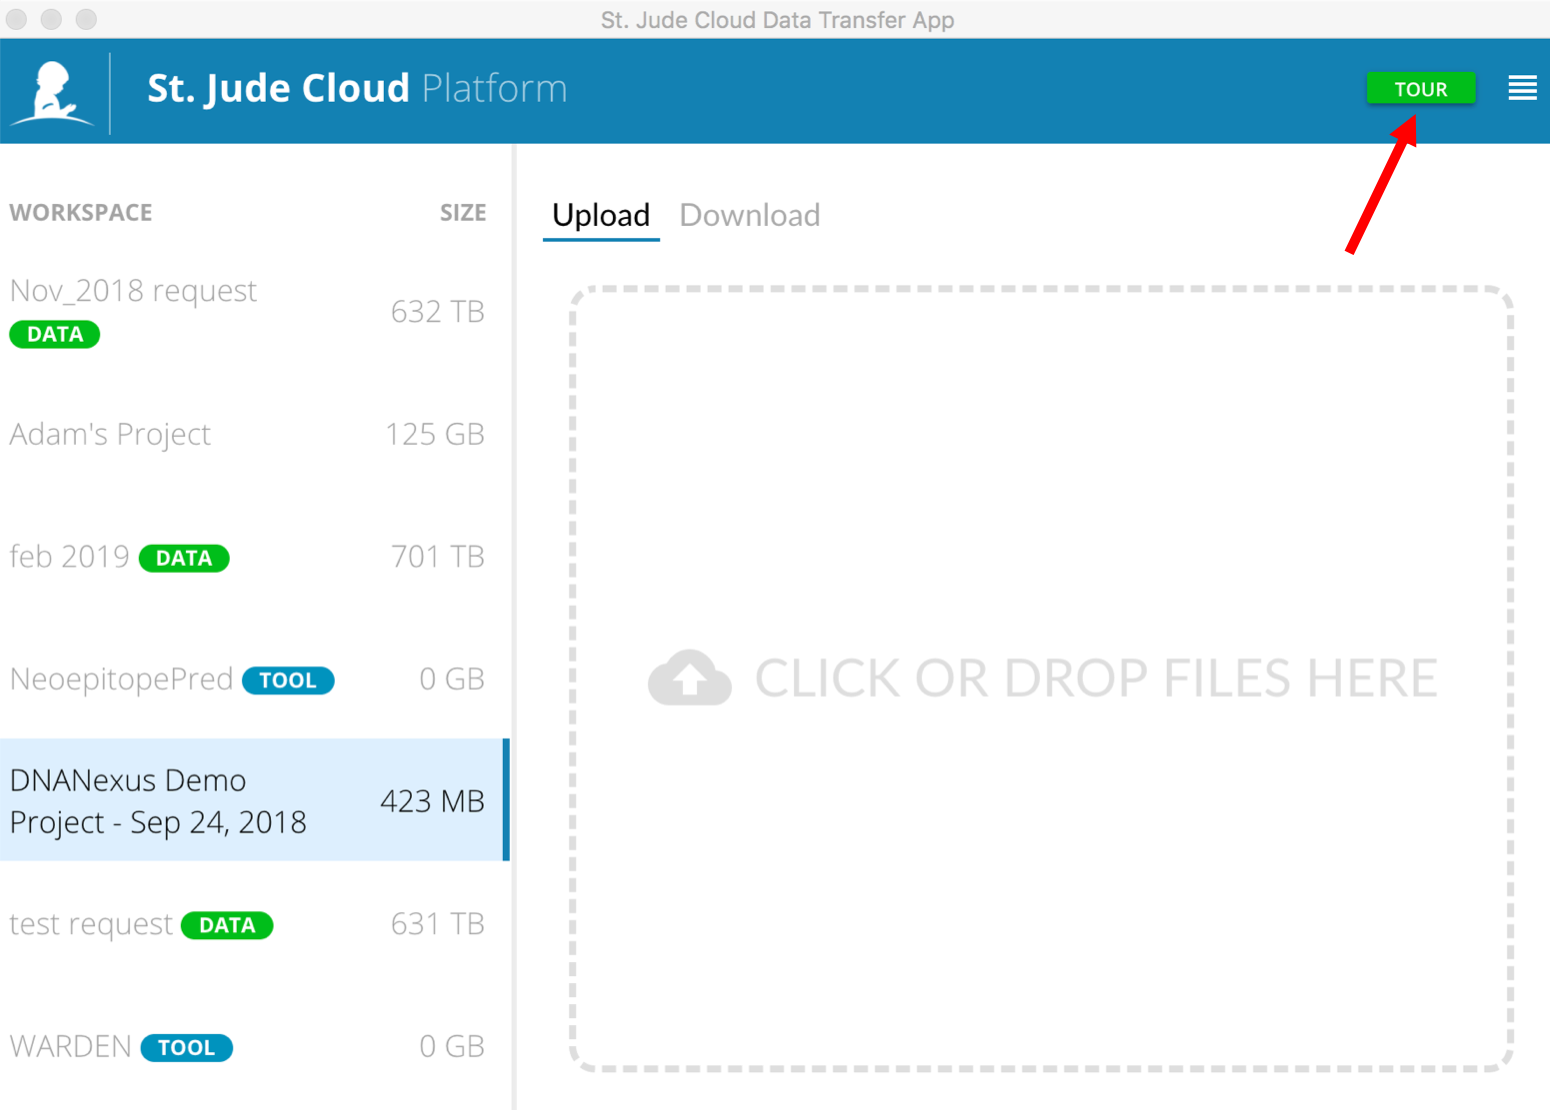 St. Jude Cloud Data Transfer App
St. Jude Cloud Platform
TOUR
WORKSPACE SIZE
Nov_2018 request
DATA
632 TB
Adam's Project 125 GB
feb 2019 DATA 701 TB
NeoepitopePred TOOL 0 GB
DNANexus Demo
Project - Sep 24, 2018
423 MB
test request DATA 631 TB
WARDEN TOOL 0 GB
Upload Download
CLICK OR DROP FILES HERE